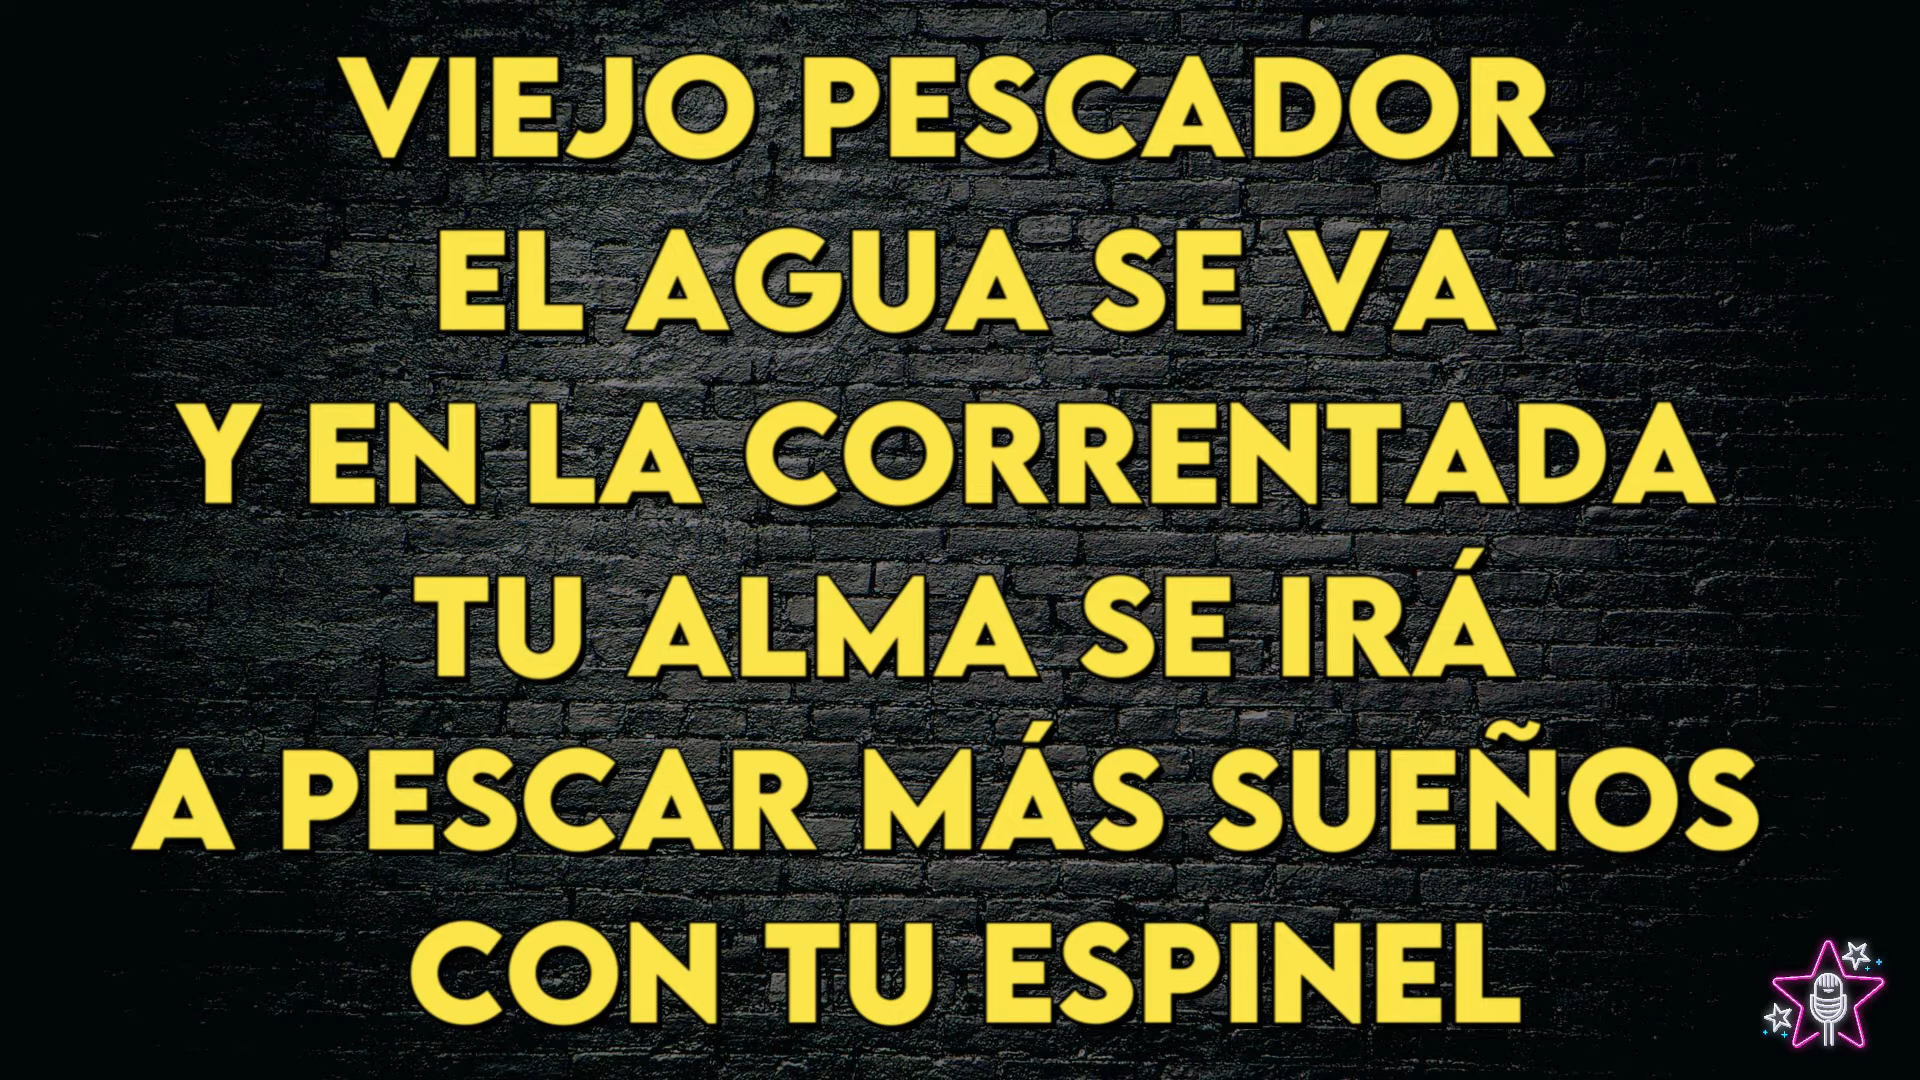 VIEJO PESCADOR
EL AGUA SE VA
Y EN LA CORRENTADA
TU ALMA SE IRÁ
A PESCAR MÁS SUEÑOS
CON TU ESPINEL